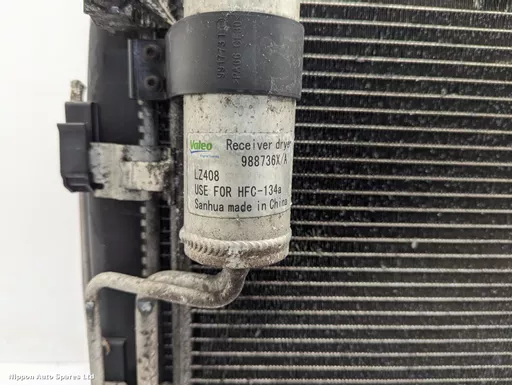 Valeo Receiver dryer
988736X/A
LZ408
USE FOR HFC-134a
Sanhua made in China
Nippon Auto Spares Ltd